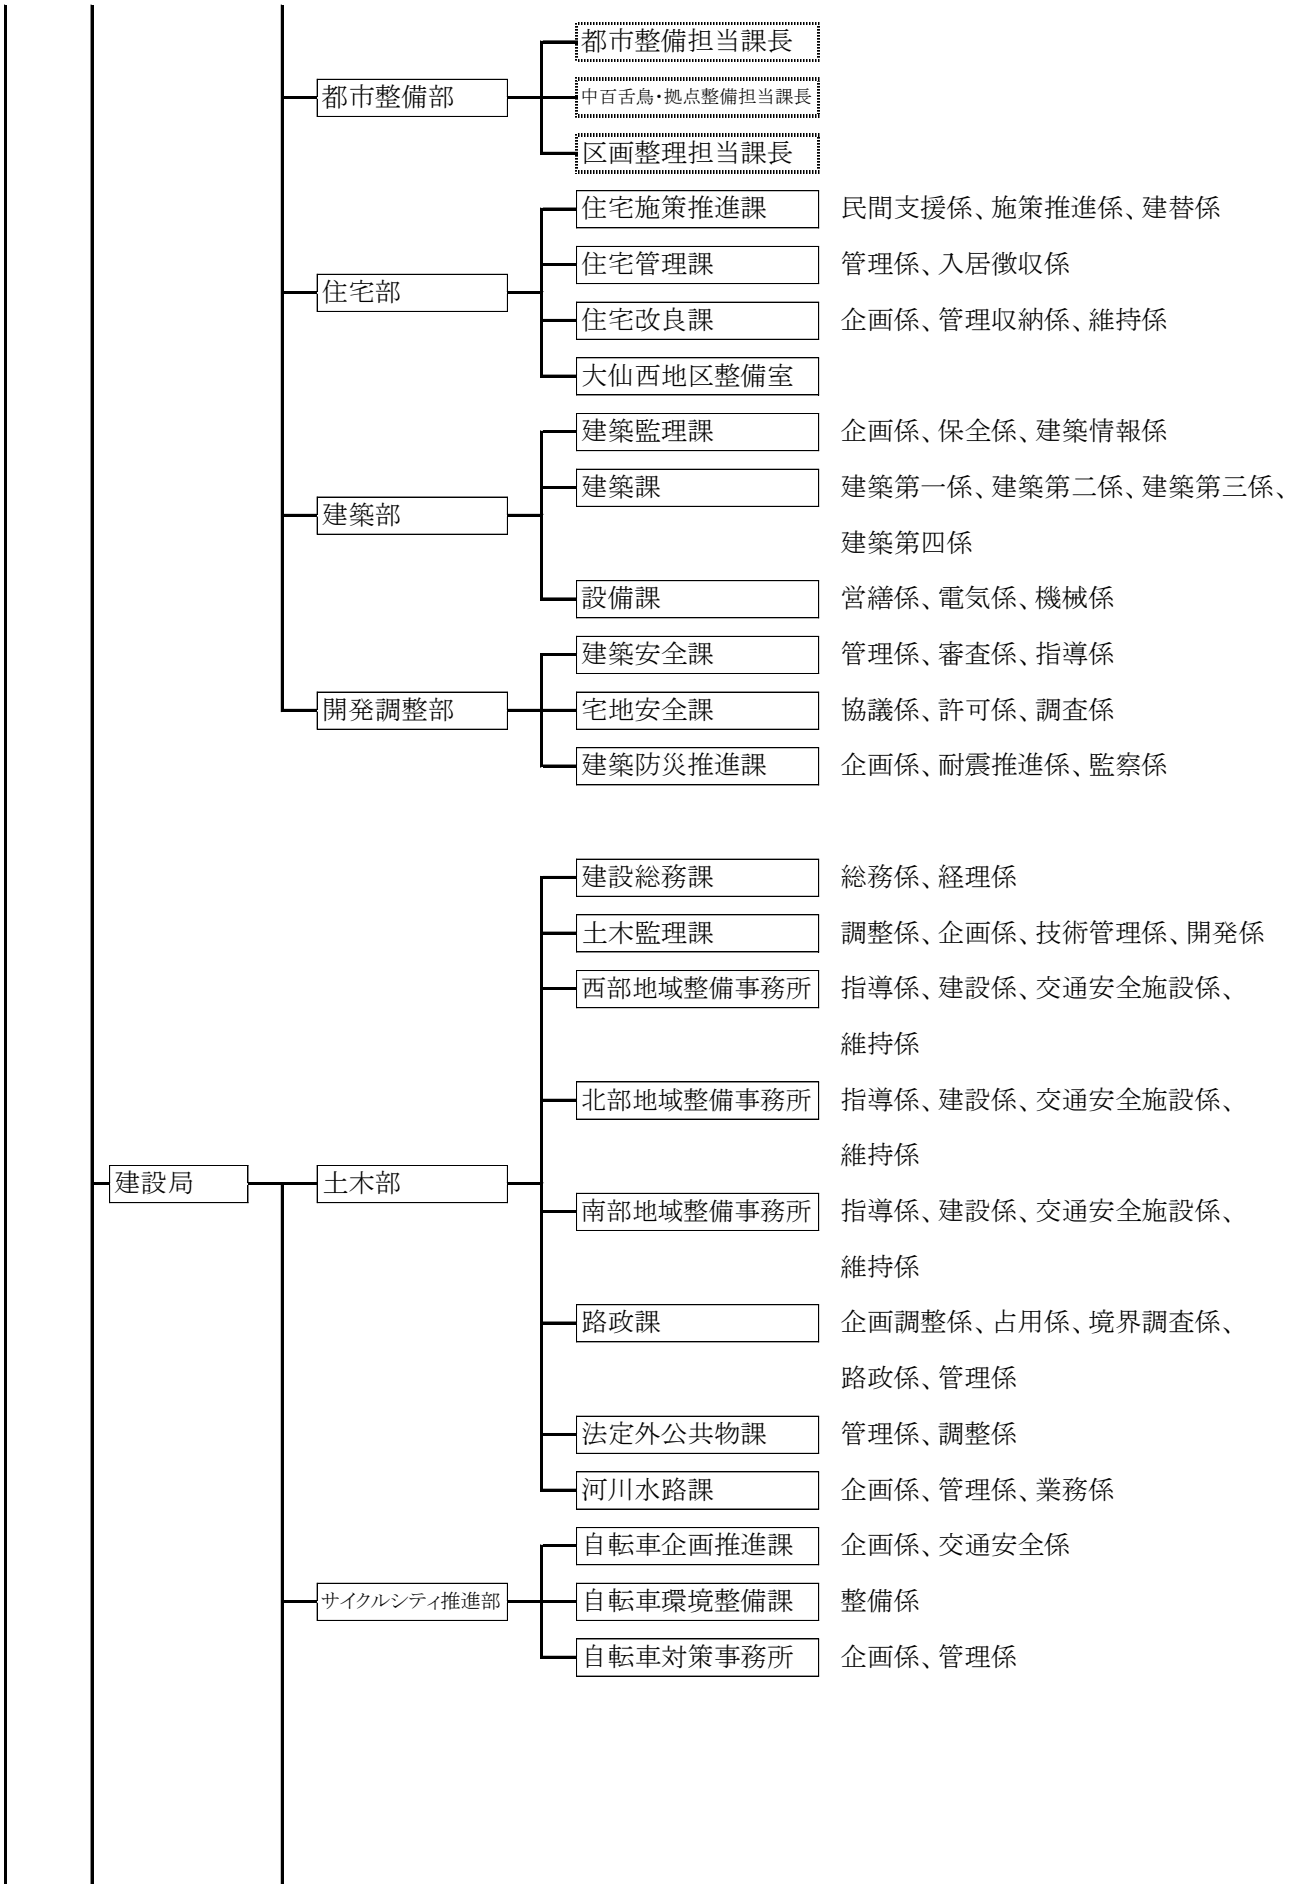 都市整備担当課長
都市整備部
中百舌鳥・拠点整備担当課長
区画整理担当課長
住宅施策推進課 民間支援係、施策推進係、建替係
住宅管理課 管理係、入居徴収係
住宅部
住宅改良課 企画係、管理収納係、維持係
大仙西地区整備室
建築監理課 企画係、保全係、建築情報係
建築課 建築第一係、建築第二係、建築第三係、
建築部
建築第四係
設備課 営繕係、電気係、機械係
建築安全課 管理係、審査係、指導係
開発調整部 宅地安全課 協議係、許可係、調査係
建築防災推進課 企画係、耐震推進係、監察係
建設総務課 総務係、経理係
土木監理課 調整係、企画係、技術管理係、開発係
西部地域整備事務所 指導係、建設係、交通安全施設係、
維持係
北部地域整備事務所 指導係、建設係、交通安全施設係、
維持係
建設局 土木部
南部地域整備事務所 指導係、建設係、交通安全施設係、
維持係
路政課 企画調整係、占用係、境界調査係、
路政係、管理係
法定外公共物課 管理係、調整係
河川水路課 企画係、管理係、業務係
自転車企画推進課 企画係、交通安全係
サイクルシティ推進部 自転車環境整備課 整備係
自転車対策事務所 企画係、管理係